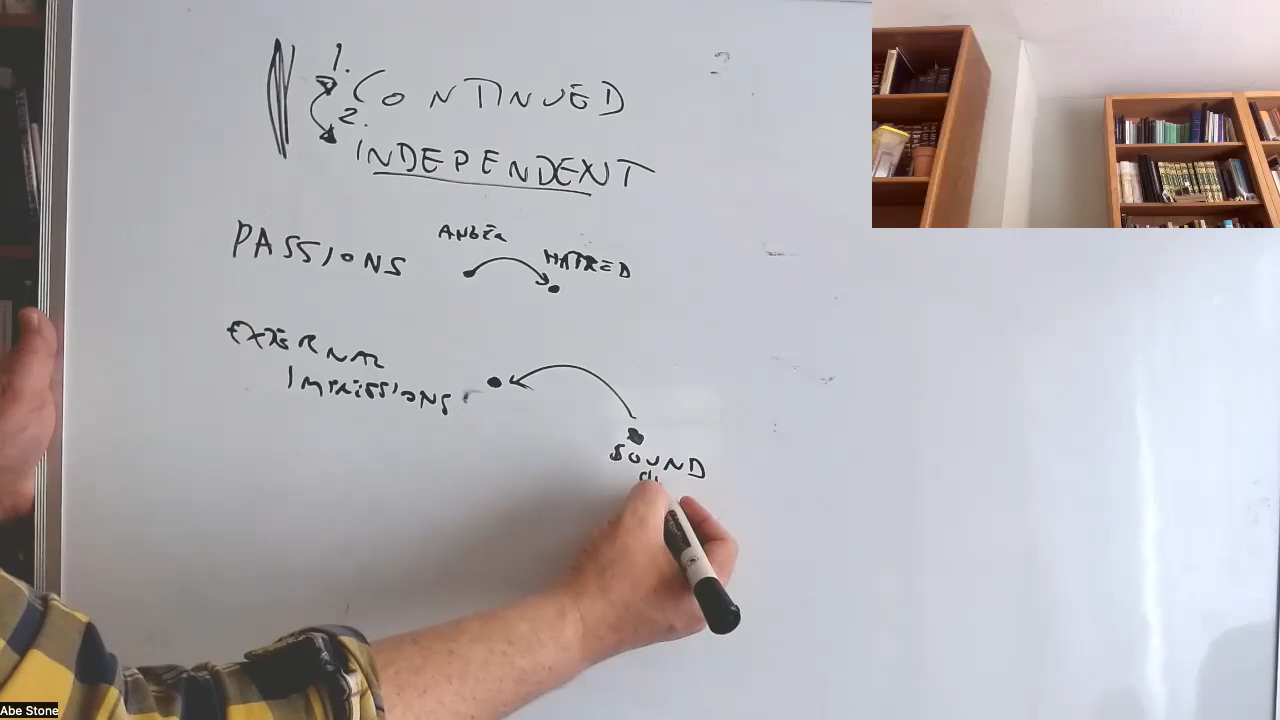 1.
CONTINUED
2.
INDEPENDENT
PASSIONS
ANGER
HATRED
EXTERNAL
IMPRESSIONS
SOUND
Abe Stone